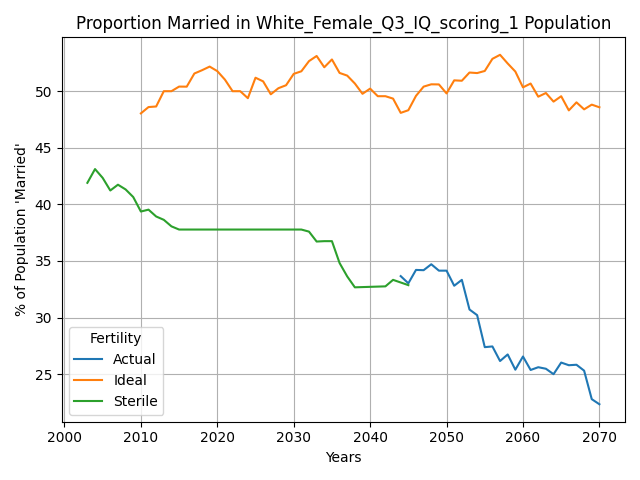 Proportion Married in White_Female_Q3_IQ_scoring_1 Population
% of Population 'Married'
50
45
40
35
30
25
Fertility
Actual
Ideal
Sterile
2000 2010 2020 2030 2040 2050 2060 2070
Years